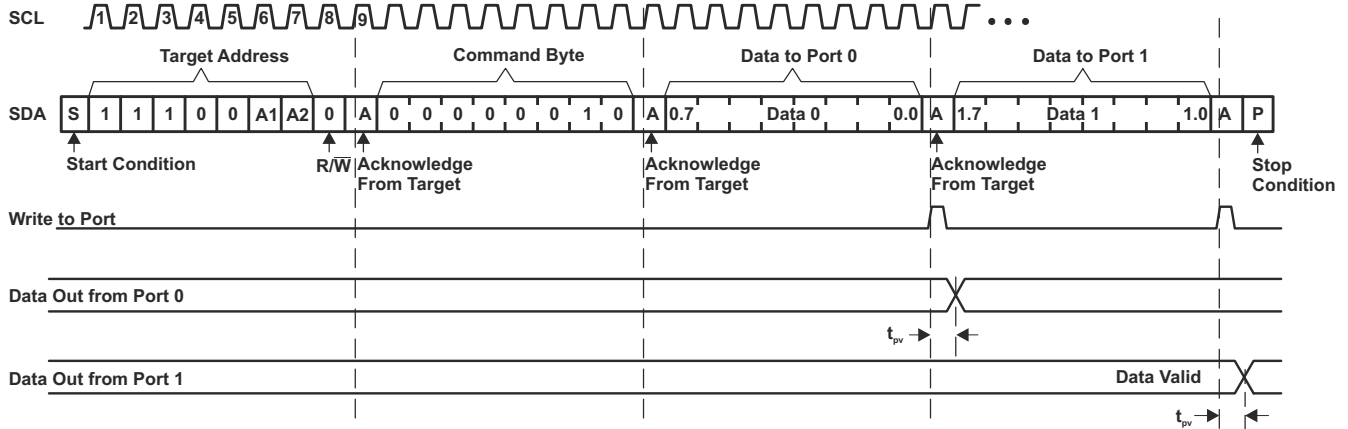 SCL 1 2 3 4 5 6 7 8 9 • • •
Target Address Command Byte Data to Port 0 Data to Port 1
SDA S 1 1 1 0 0 A1 A2 0 A 0 0 0 0 0 0 1 0 A 0.7 Data 0 0.0 A 1.7 Data 1 1.0 A P
Start Condition R/W̅ Acknowledge Acknowledge Acknowledge Stop
From Target From Target From Target Condition
Write to Port
Data Out from Port 0
tpv
Data Out from Port 1 Data Valid
tpv